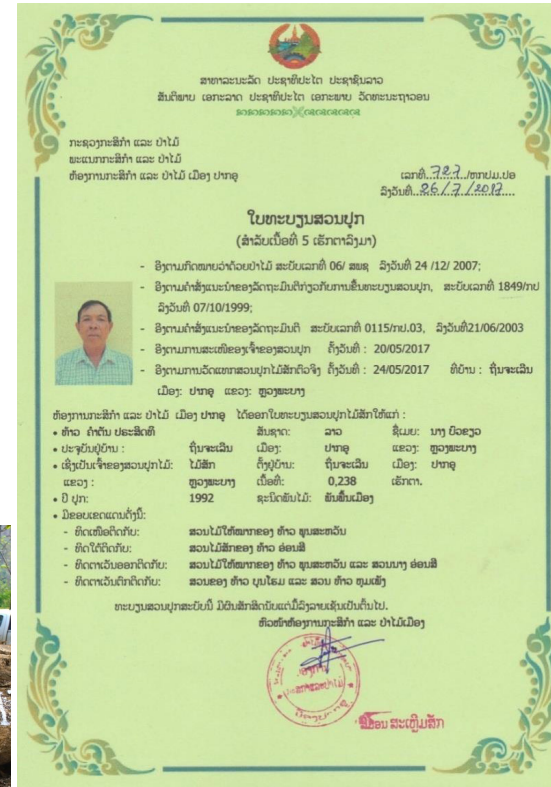 ສາທາລະນະລັດ ປະຊາທິປະໄຕ ປະຊາຊົນລາວ
ສັນຕິພາບ ເອກະລາດ ປະຊາທິປະໄຕ ເອກະພາບ ວັດທະນະຖາວອນ
ກະຊວງກະສິກຳ ແລະ ປ່າໄມ້
ພະແນກກະສິກຳ ແລະ ປ່າໄມ້
ຫ້ອງການກະສິກຳ ແລະ ປ່າໄມ້ ເມືອງ ປາກອູ
ເລກທີ 727 /ຫກປມ.ປອ
ລົງວັນທີ 26/7/2017
ໃບທະບຽນສວນປູກ
(ສຳລັບເນື້ອທີ່ 5 ເຮັກຕາລົງມາ)
- ອີງຕາມກົດໝາຍວ່າດ້ວຍປ່າໄມ້ ສະບັບເລກທີ 06/ ສພຊ ລົງວັນທີ 24 /12/ 2007;
- ອີງຕາມຄຳສັ່ງແນະນຳຂອງລັດຖະມົນຕີກ່ຽວກັບການຂຶ້ນທະບຽນສວນປູກ, ສະບັບເລກທີ 1849/ກປ
ລົງວັນທີ 07/10/1999;
- ອີງຕາມຄຳສັ່ງແນະນຳຂອງລັດຖະມົນຕີ ສະບັບເລກທີ 0115/ກປ.03, ລົງວັນທີ21/06/2003
- ອີງຕາມການສະເໜີຂອງເຈົ້າຂອງສວນປູກ ຄັ້ງວັນທີ : 20/05/2017
- ອີງຕາມການວັດແທກສວນປູກໄມ້ສັກຕົວຈິງ ຄັ້ງວັນທີ : 24/05/2017 ທີ່ບ້ານ : ຖິ່ນຈະເລີນ
ເມືອງ: ປາກອູ ແຂວງ: ຫຼວງພະບາງ
ຫ້ອງການກະສິກຳ ແລະ ປ່າໄມ້ ເມືອງ ປາກອູ ໄດ້ອອກໃບທະບຽນສວນປູກໄມ້ສັກໃຫ້ແກ່ :
• ທ້າວ ຄຳຕັນ ປະສິດທິ ສັນຊາດ: ລາວ ຊື່ເມຍ: ນາງ ບົວຂຽວ
• ປະຈຸບັນຢູ່ບ້ານ : ຖິ່ນຈະເລີນ ເມືອງ: ປາກອູ ແຂວງ: ຫຼວງພະບາງ
• ເຊິ່ງເປັນເຈົ້າຂອງສວນປູກໄມ້: ໄມ້ສັກ ຕັ້ງຢູ່ບ້ານ: ຖິ່ນຈະເລີນ ເມືອງ: ປາກອູ
ແຂວງ : ຫຼວງພະບາງ ເນື້ອທີ່: 0,238 ເຮັກຕາ.
• ປີ ປູກ: 1992 ຊະນິດພັນໄມ້: ພັນພື້ນເມືອງ
• ມີຂອບເຂດແດນດັ່ງນີ້:
- ທິດເໜືອຕິດກັບ: ສວນໄມ້ໃຫ້ໝາກຂອງ ທ້າວ ພູນສະຫວັນ
- ທິດໃຕ້ຕິດກັບ: ສວນໄມ້ສັກຂອງ ທ້າວ ອ່ອນສີ
- ທິດຕາເວັນອອກຕິດກັບ: ສວນໄມ້ໃຫ້ໝາກຂອງ ທ້າວ ພູນສະຫວັນ ແລະ ສວນນາງ ອ່ອນສີ
- ທິດຕາເວັນຕົກຕິດກັບ: ສວນຂອງ ທ້າວ ບຸນໂຮມ ແລະ ສວນ ທ້າວ ທຸມເພັງ
ທະບຽນສວນປູກສະບັບນີ້ ມີຜົນສັກສິດນັບແຕ່ມື້ລົງລາຍເຊັນເປັນຕົ້ນໄປ.
ຫົວໜ້າຫ້ອງການກະສິກຳ ແລະ ປ່າໄມ້ເມືອງ
ສະເຫຼີມສັກ